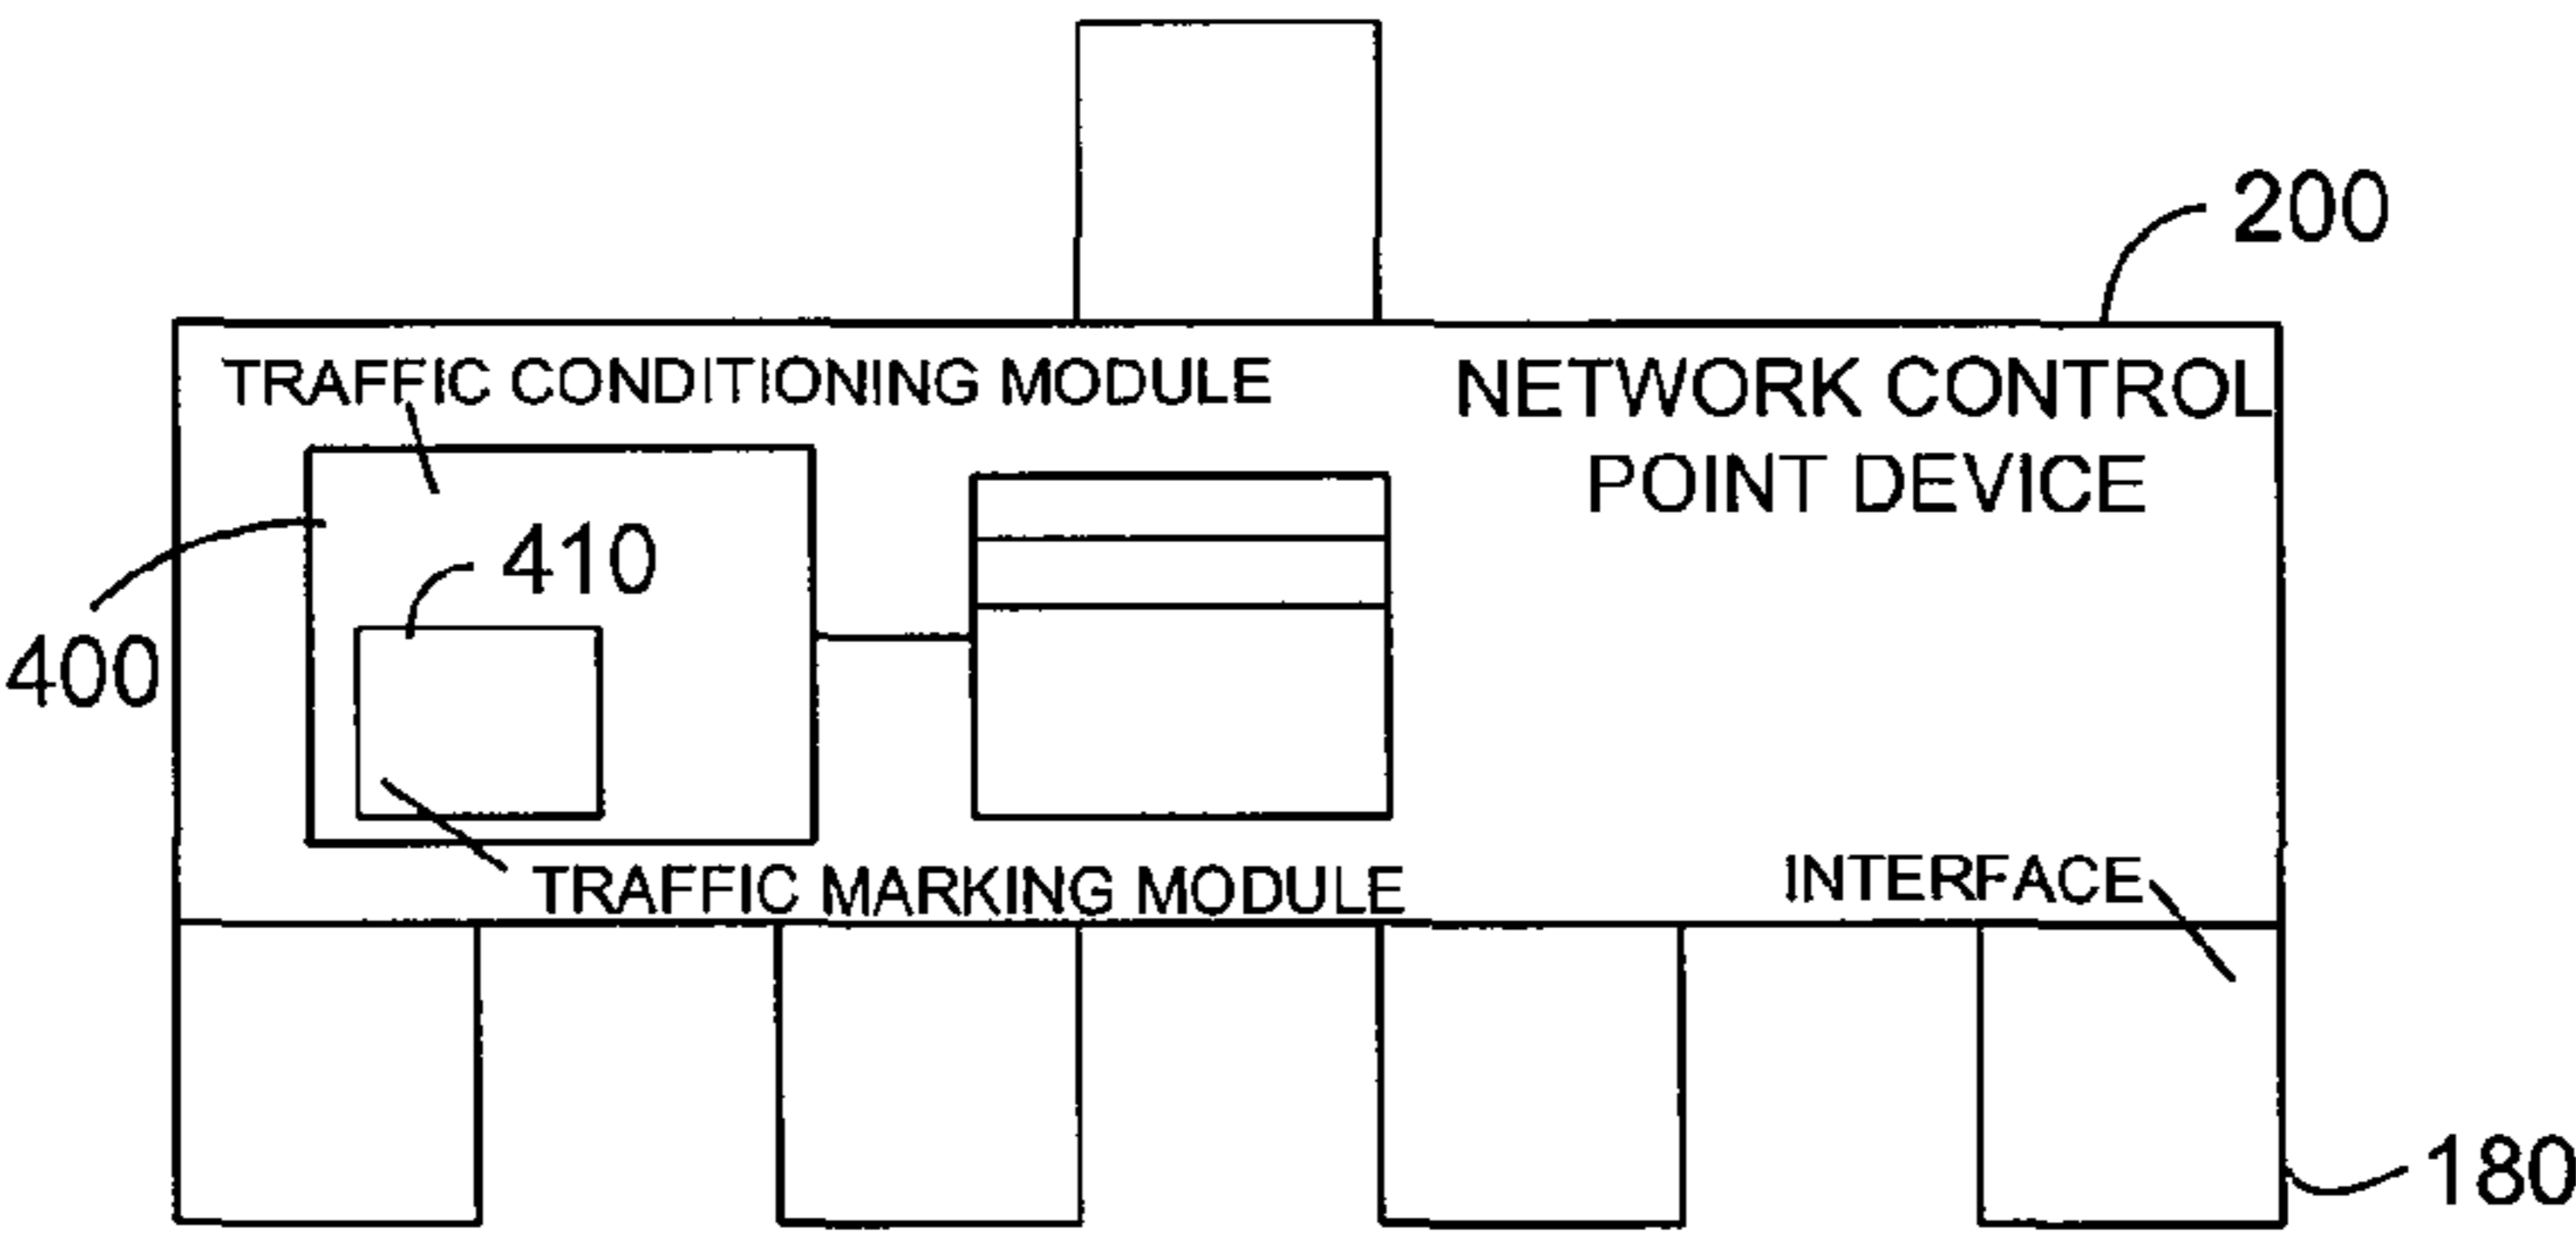 200
TRAFFIC CONDITIONING MODULE
NETWORK CONTROL
POINT DEVICE
410
400
TRAFFIC MARKING MODULE
INTERFACE
180